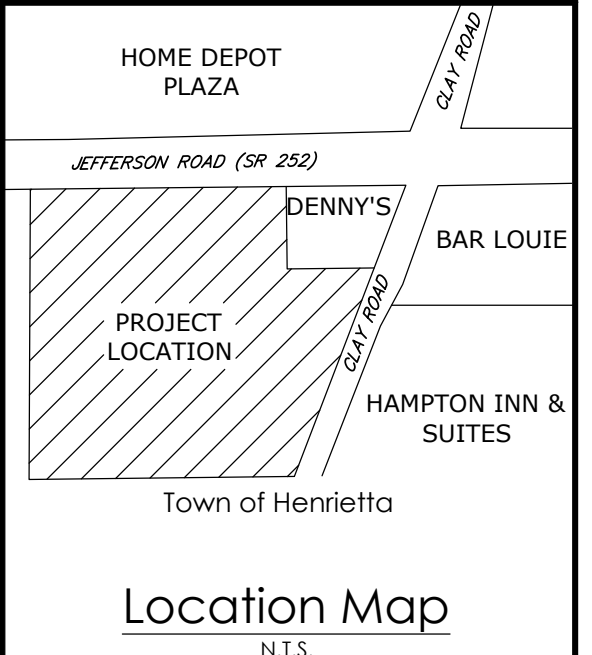 HOME DEPOT
PLAZA
CLAY ROAD
JEFFERSON ROAD (SR 252)
DENNY'S
BAR LOUIE
PROJECT
LOCATION
CLAY ROAD
HAMPTON INN &
SUITES
Town of Henrietta
Location Map
N.T.S.